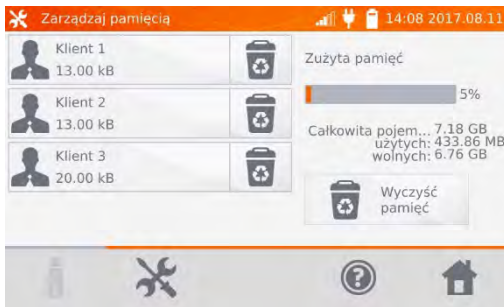 Zarządzaj pamięcią
14:08 2017.08.11
Klient 1
13.00 kB
Klient 2
13.00 kB
Klient 3
20.00 kB
Zużyta pamięć
5%
Całkowita pojem... 7.18 GB
użytych: 433.86 MB
wolnych: 6.76 GB
Wyczyść
pamięć